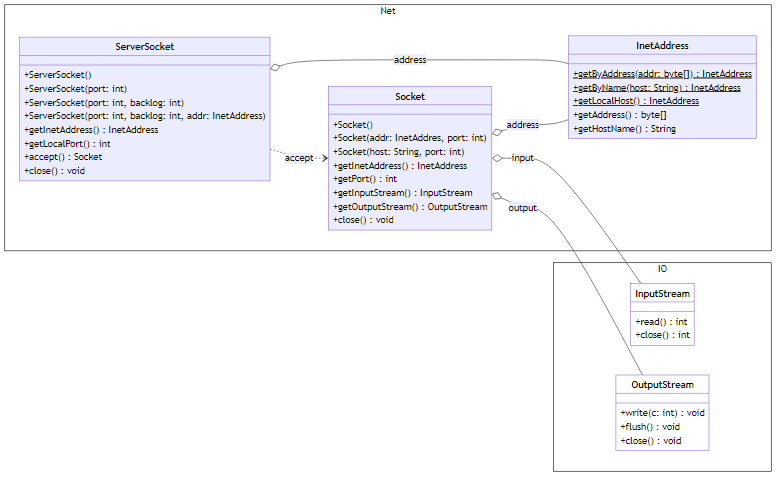 Net
ServerSocket
+ServerSocket()
+ServerSocket(port: int)
+ServerSocket(port: int, backlog: int)
+ServerSocket(port: int, backlog: int, addr: InetAddress)
+getInetAddress() : InetAddress
+getLocalPort() : int
+accept() : Socket
+close() : void
address
InetAddress
+getByAddress(addr: byte[]) : InetAddress
+getByName(host: String) : InetAddress
+getLocalHost() : InetAddress
+getAddress() : byte[]
+getHostName() : String
Socket
+Socket()
+Socket(addr: InetAddres, port: int)
+Socket(host: String, port: int)
+getInetAddress() : InetAddress
+getPort() : int
+getInputStream() : InputStream
+getOutputStream() : OutputStream
+close() : void
accept
address
input
output
IO
InputStream
+read() : int
+close() : int
OutputStream
+write(c: int) : void
+flush() : void
+close() : void